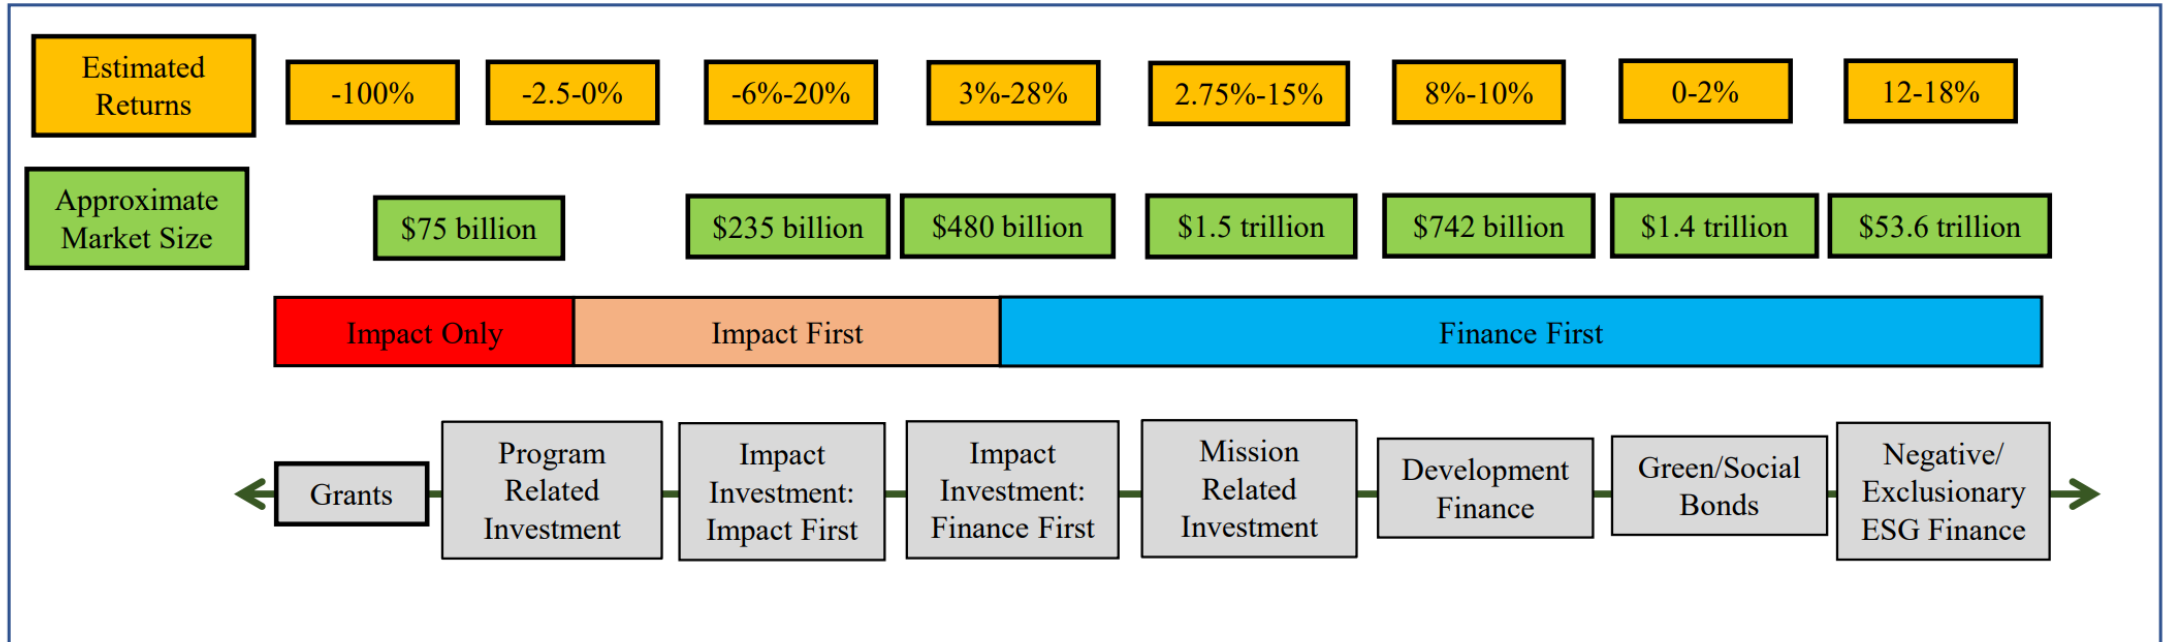 Estimated
Returns
-100%
-2.5-0%
-6%-20%
3%-28%
2.75%-15%
8%-10%
0-2%
12-18%
Approximate
Market Size
$75 billion
$235 billion
$480 billion
$1.5 trillion
$742 billion
$1.4 trillion
$53.6 trillion
Impact Only
Impact First
Finance First
Grants
Program
Related
Investment
Impact
Investment:
Impact First
Impact
Investment:
Finance First
Mission
Related
Investment
Development
Finance
Green/Social
Bonds
Negative/
Exclusionary
ESG Finance